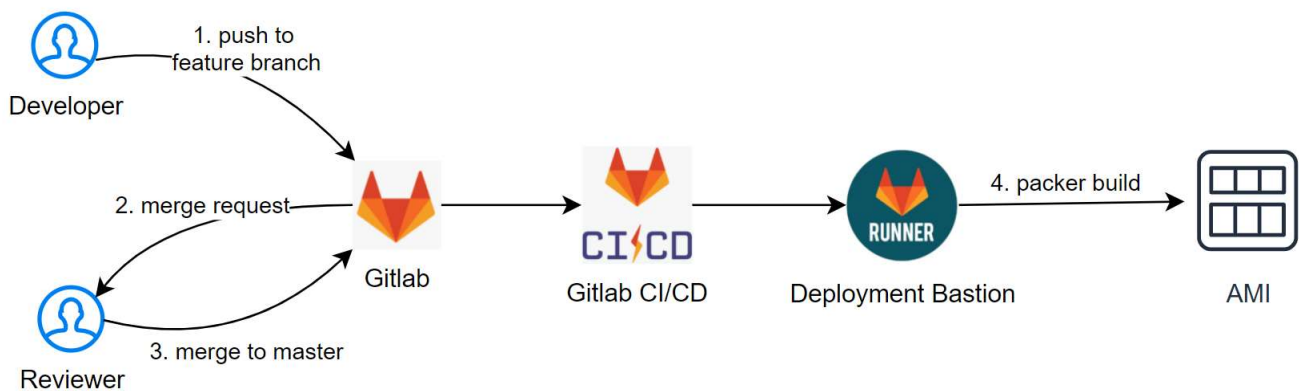 1. push to
feature branch
Developer
2. merge request
Gitlab
3. merge to master
Reviewer
CI CD
Gitlab CI/CD
RUNNER
Deployment Bastion
4. packer build
AMI